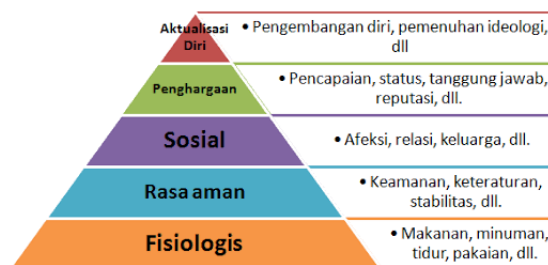 Aktualisasi
Diri
• Pengembangan diri, pemenuhan ideologi,
dll
Penghargaan
• Pencapaian, status, tanggung jawab,
reputasi, dll.
Sosial
• Afeksi, relasi, keluarga, dll.
Rasa aman
• Keamanan, keteraturan,
stabilitas, dll.
Fisiologis
• Makanan, minuman,
tidur, pakaian, dll.